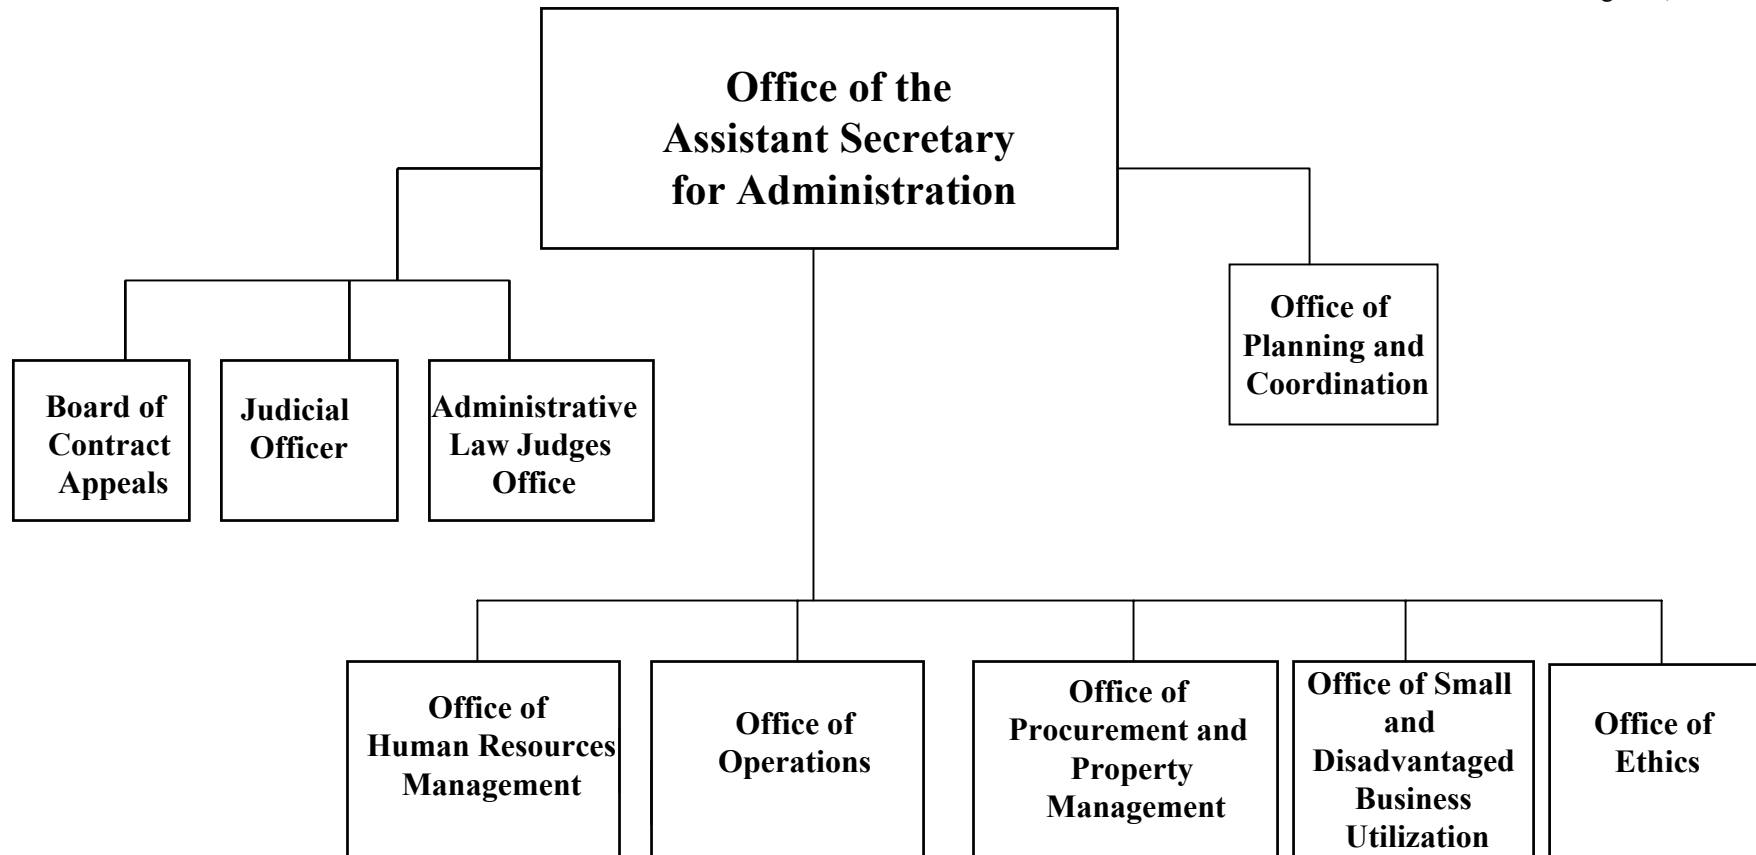 Office of the
Assistant Secretary
for Administration
Office of
Planning and
Coordination
Board of
Contract
Appeals
Judicial
Officer
Administrative
Law Judges
Office
Office of
Human Resources
Management
Office of
Operations
Office of
Procurement and
Property
Management
Office of Small
and
Disadvantaged
Business
Utilization
Office of
Ethics